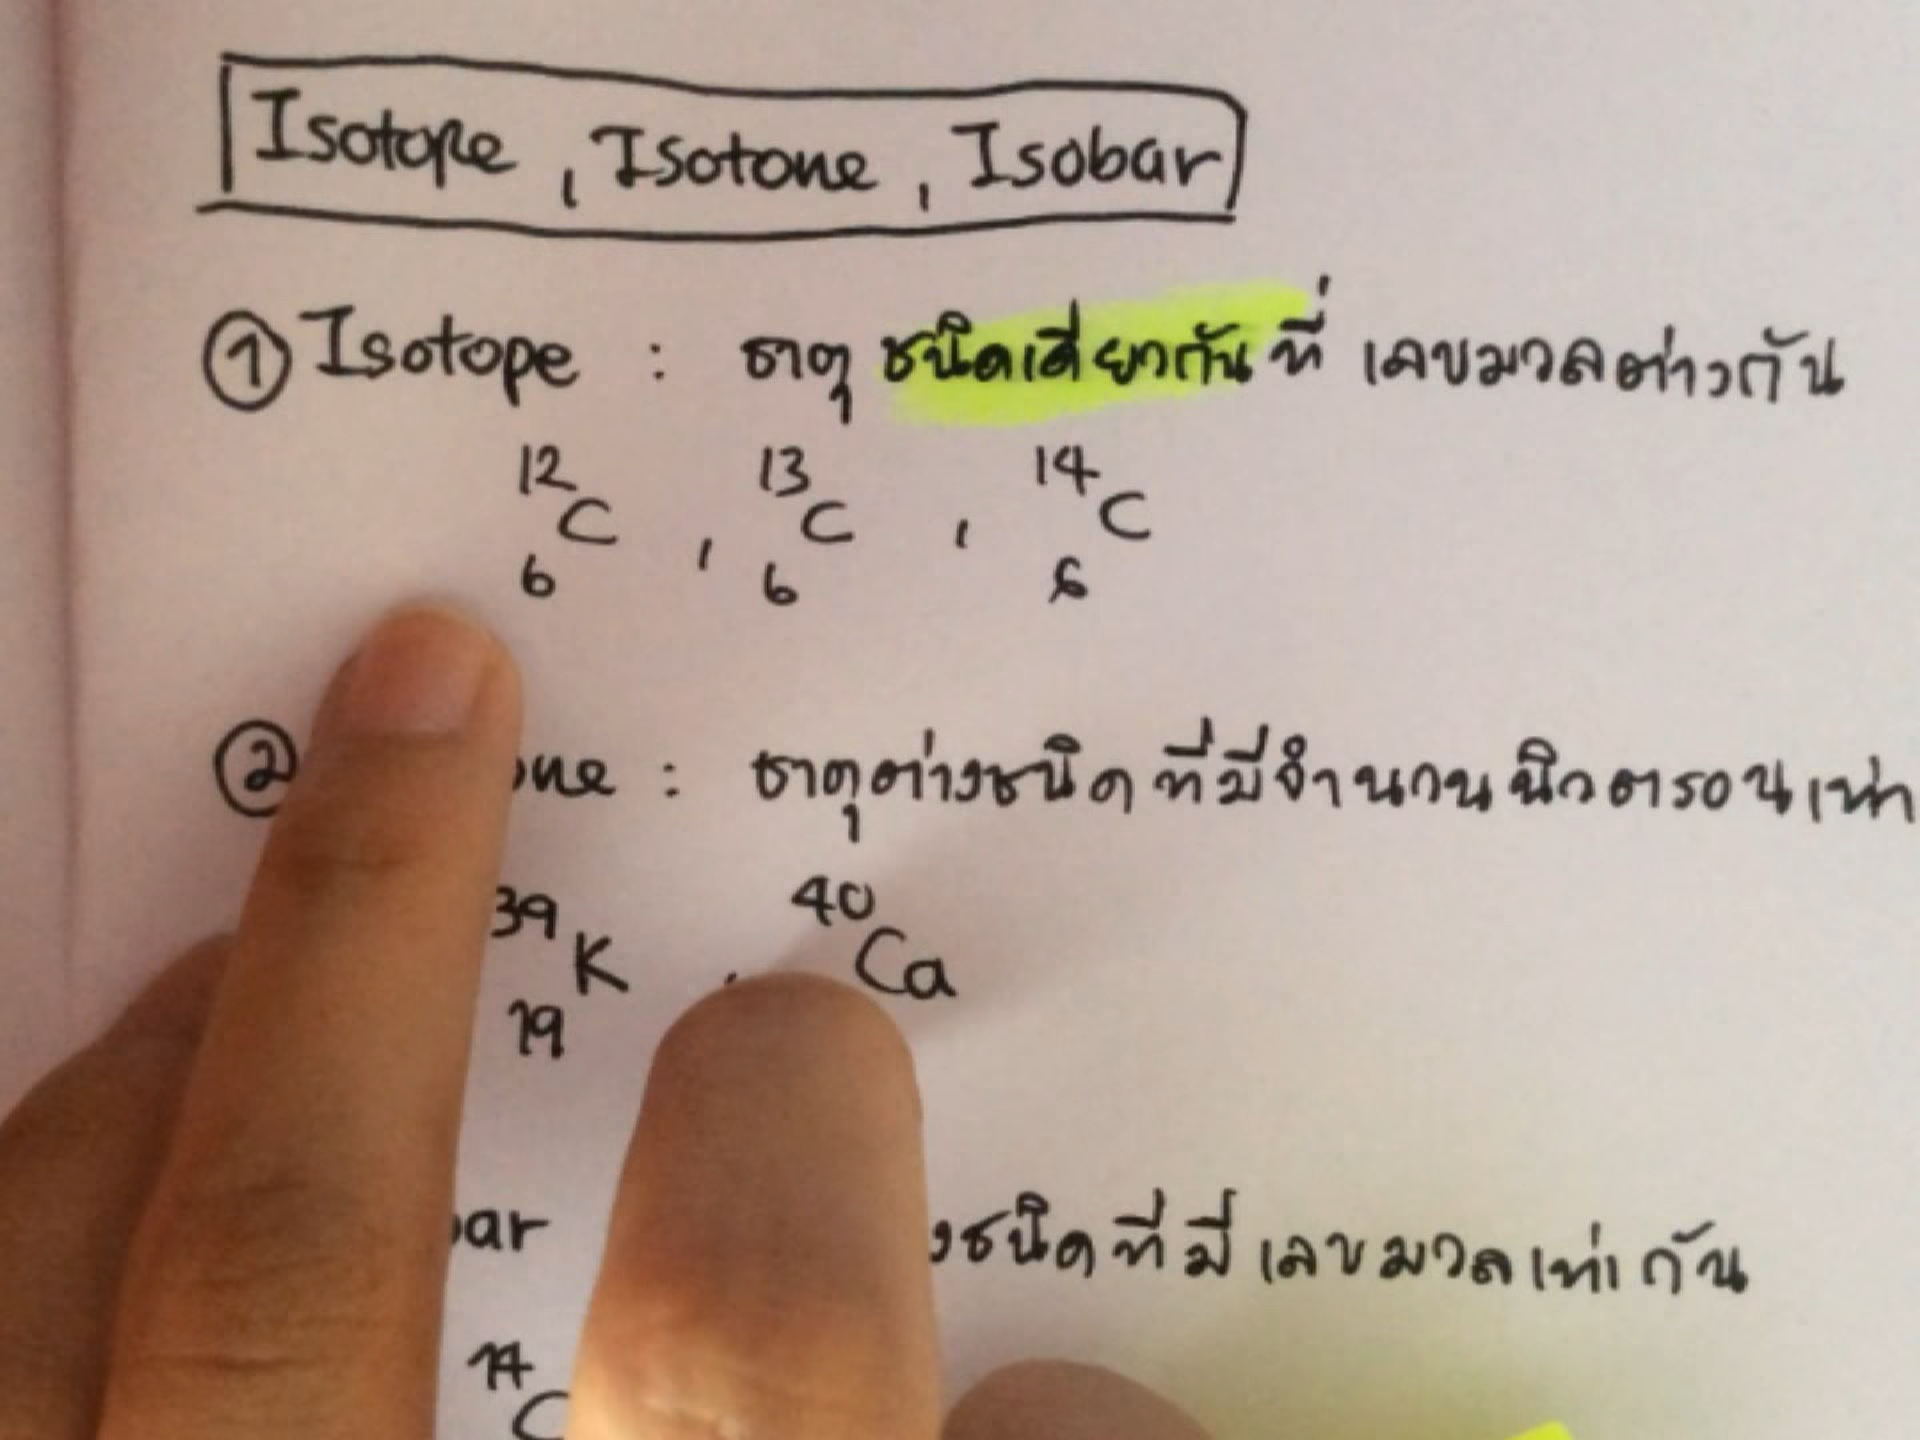 Isotope , Isotone , Isobar
① Isotope : ธาตุ ชนิดเดียวกันที่ เลขมวลต่างกัน
12 13 14
C , C , C
6 6 6
② : ธาตุต่างชนิดที่มีจำนวนนิวตรอนเท่า
39 40
K , Ca
19
ชนิดที่มี เลขมวลเท่ากัน
14
C